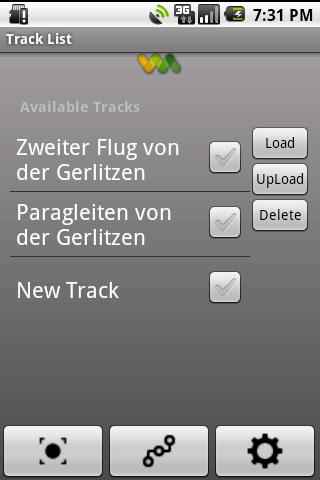 3G
7:31 PM
Track List
Available Tracks
Zweiter Flug von
der Gerlitzen
Load
UpLoad
Paragleiten von
der Gerlitzen
Delete
New Track